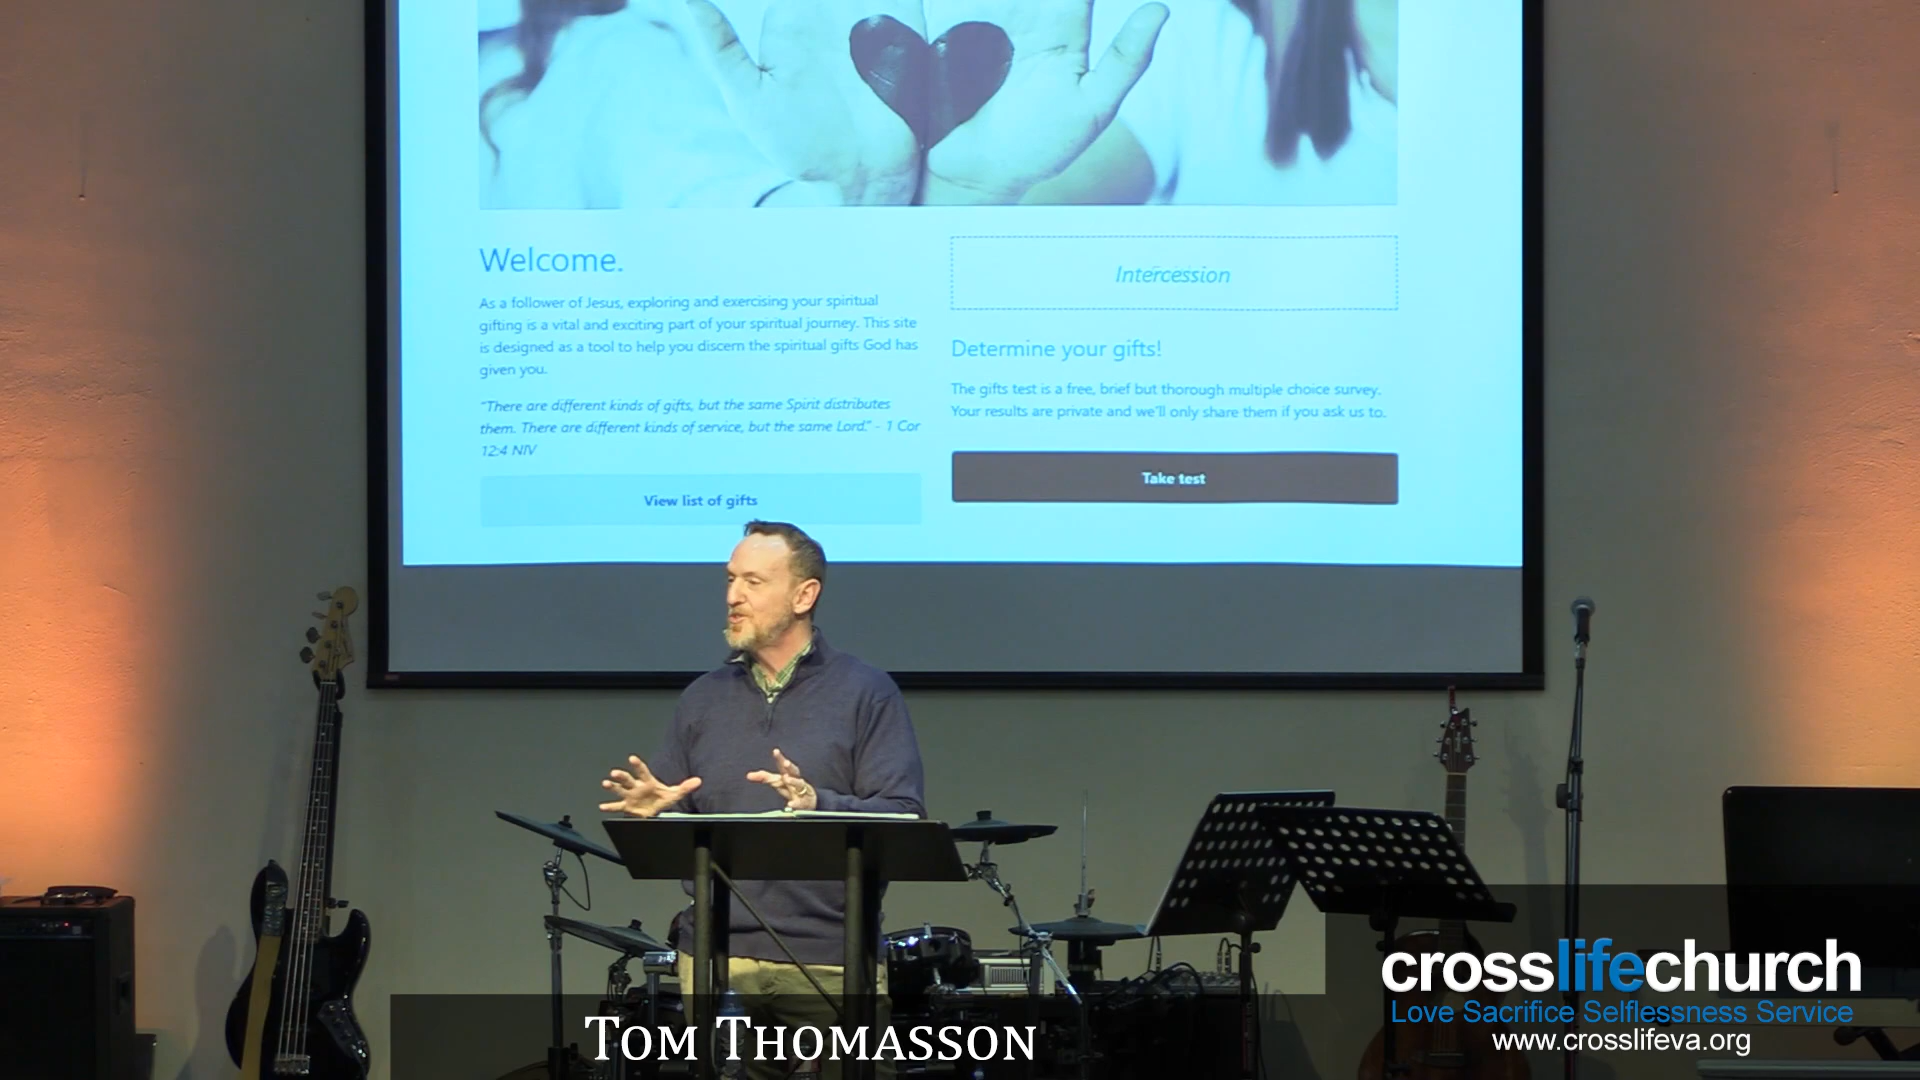 Welcome.
As a follower of Jesus, exploring and exercising your spiritual
gifting is a vital and exciting part of your spiritual journey. This site
is designed as a tool to help you discern the spiritual gifts God has
given you.
“There are different kinds of gifts, but the same Spirit distributes
them. There are different kinds of service, but the same Lord.” - 1 Cor
12:4 NIV
View list of gifts
Intercession
Determine your gifts!
The gifts test is a free, brief but thorough multiple choice survey.
Your results are private and we'll only share them if you ask us to.
Take test
Tom Thomasson
crosslifechurch
Love Sacrifice Selflessness Service
www.crosslifeva.org